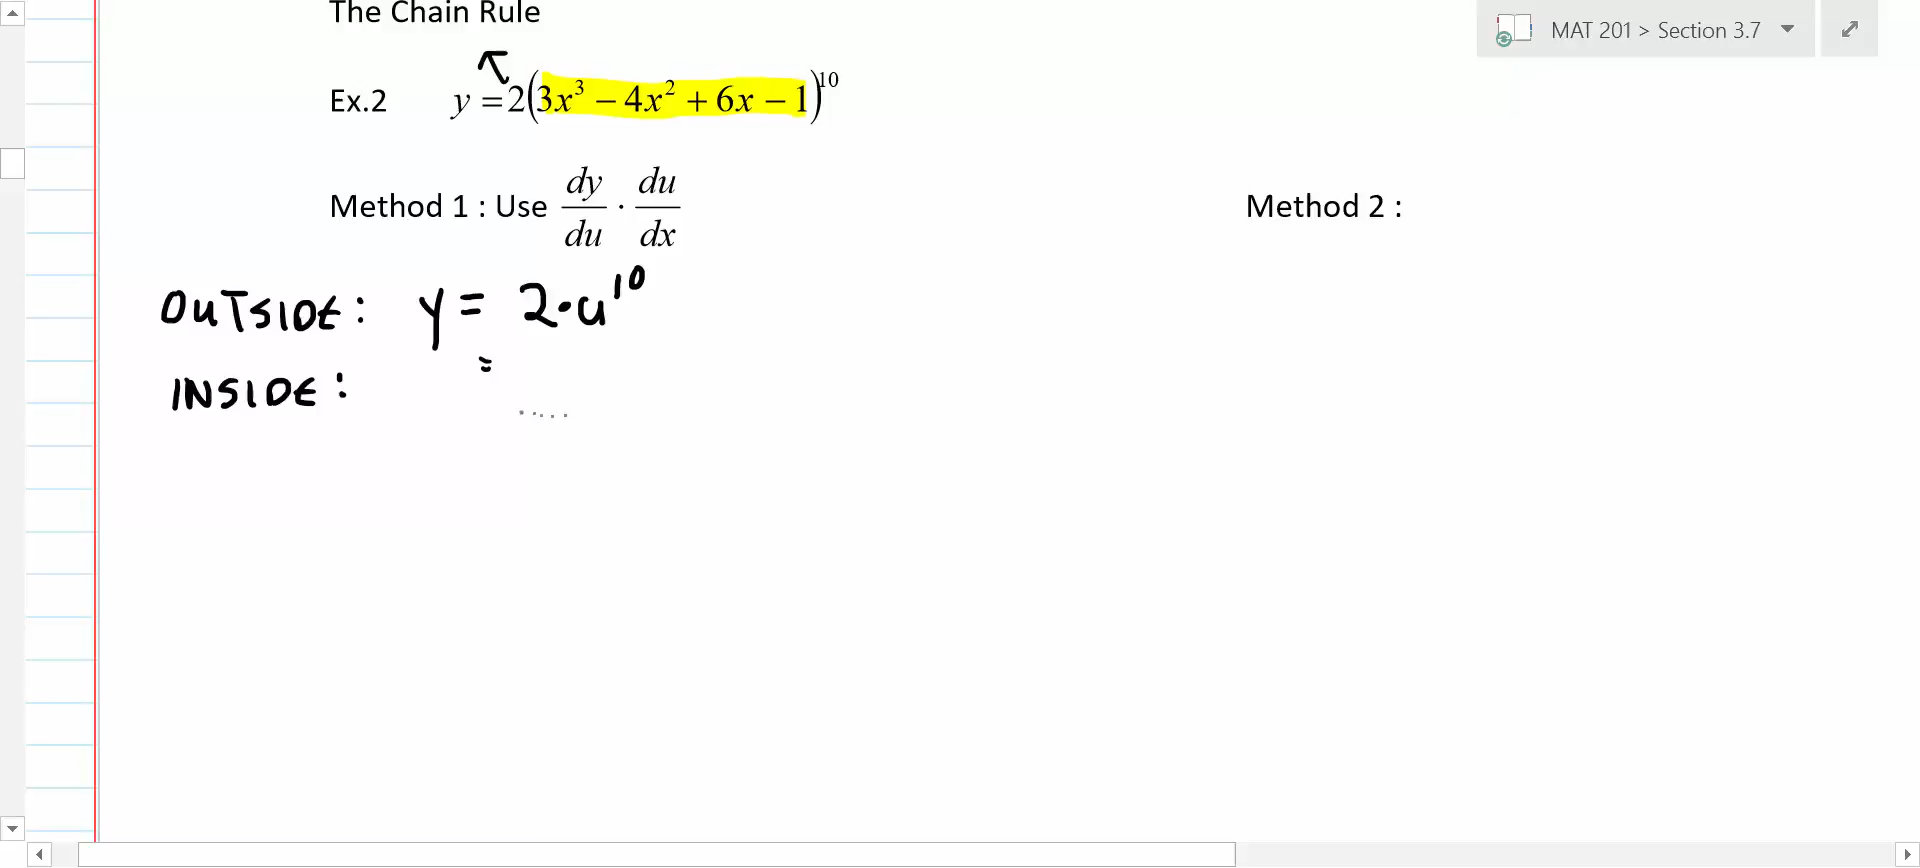 The Chain Rule
MAT 201 > Section 3.7
Ex.2 y = 2(3x³ − 4x² + 6x − 1)¹⁰
Method 1 : Use dy/du · du/dx
Method 2 :
OUTSIDE: y = 2·u¹⁰
INSIDE: =